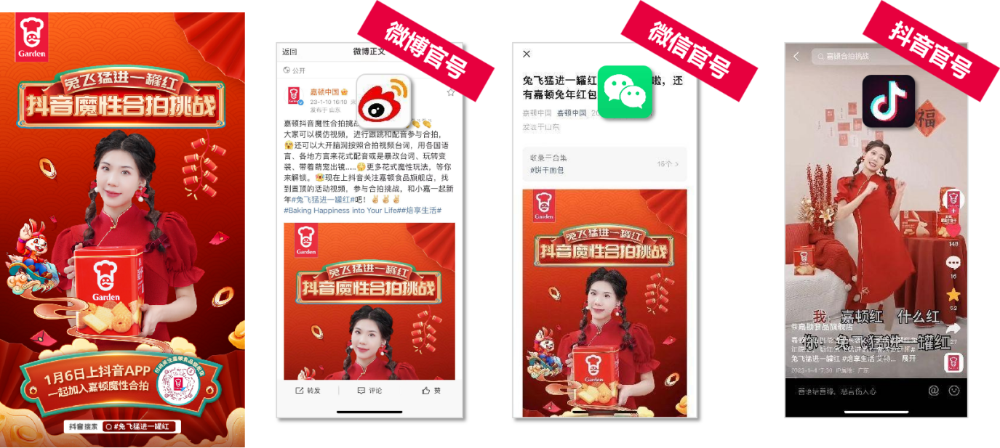 Garden
兔飞猛进一罐红
抖音魔性合拍挑战
Garden
1月6日上抖音APP
一起加入嘉顿魔性合拍
扫码关注嘉顿食品旗舰店
抖音搜索 #兔飞猛进一罐红
微博官号
返回 微博正文
公开
嘉顿中国
23-1-10 16:10
发布于 山东
嘉顿抖音魔性合拍挑战
大家可以模仿视频，进行跟跳和配音参与合拍，
还可以大开脑洞按照合拍视频台词，用各国语
言、各地方言来花式配音或是暴改台词、玩转变
装、带着萌宠出镜.....更多花式魔性玩法，等你
来解锁。现在上抖音关注嘉顿食品旗舰店，找
到置顶的活动视频，参与合拍挑战，和小嘉一起新
年#兔飞猛进一罐红#吧！
#Baking Happiness into Your Life##焙享生活#
Garden
兔飞猛进一罐红
抖音魔性合拍挑战
转发 评论 赞
微信官号
兔飞猛进一罐红 啦，还
有嘉顿兔年红包
嘉顿中国 嘉顿中国
发表于山东
收录于合集
#饼干面包
15个
Garden
兔飞猛进一罐红
抖音魔性合拍挑战
Garden
抖音官号
嘉顿合拍挑战
福
148
16
52
27
我，嘉顿红 什么红
@嘉顿食品旗舰店
你 兔飞猛进一罐红
兔飞猛进一罐红 #焙享生活 展开
IP属地：广东
善语结善缘，恶言伤人心